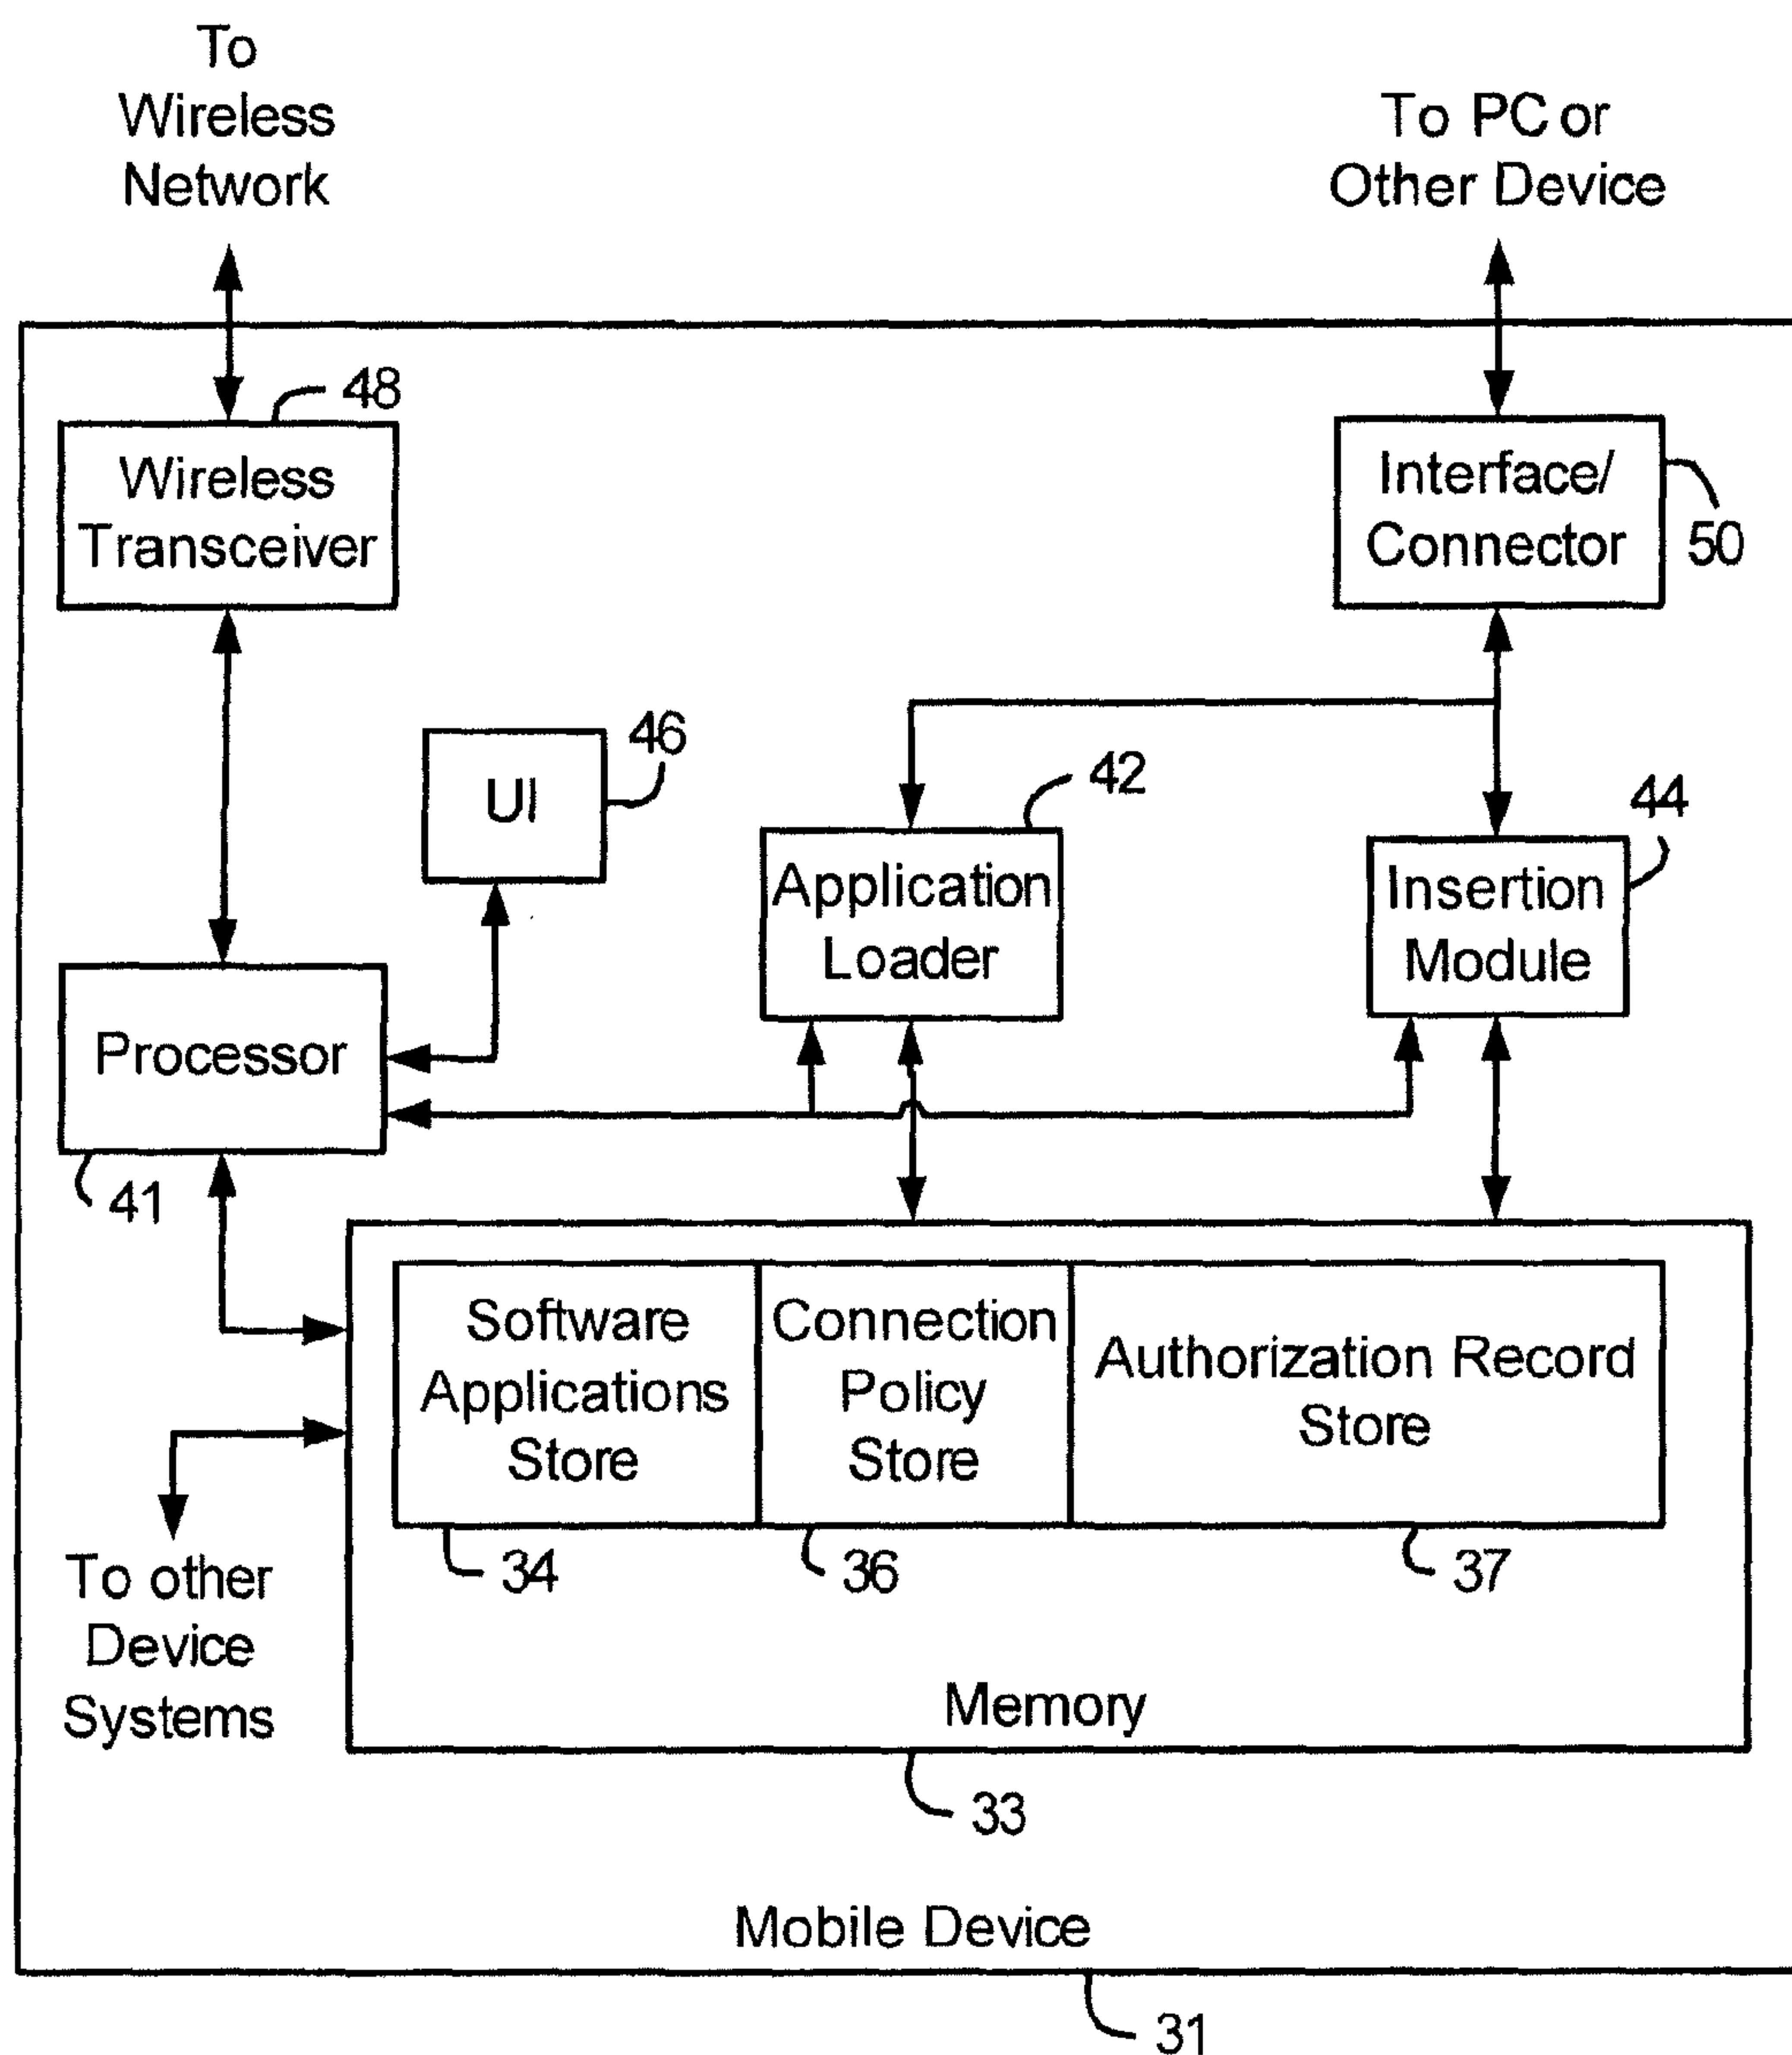 To
Wireless
Network
To PC or
Other Device
48
Wireless
Transceiver
Interface/
Connector
50
46
UI
42
44
Application
Loader
Insertion
Module
Processor
41
Software
Applications
Store
Connection
Policy
Store
Authorization Record
Store
34
36
37
To other
Device
Systems
Memory
33
Mobile Device
31